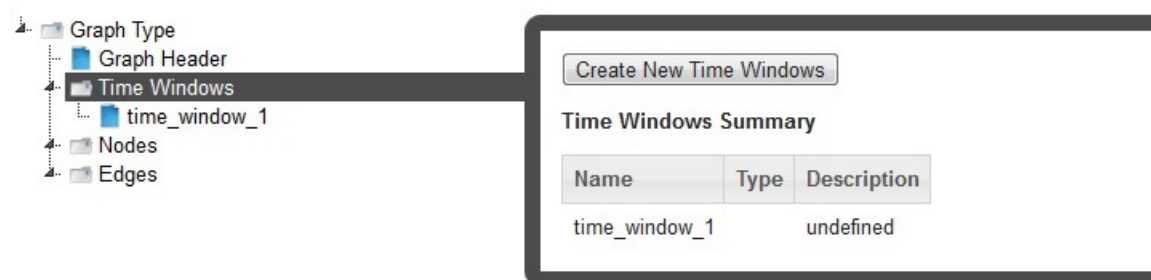 Graph Type
Graph Header
Time Windows
time_window_1
Nodes
Edges
Create New Time Windows
Time Windows Summary
Name Type Description
time_window_1 undefined